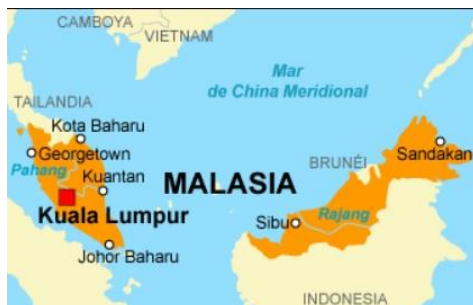 CAMBOYA
VIETNAM
Mar
de China Meridional
TAILANDIA
Kota Baharu
Georgetown
Pahang
Kuantan
MALASIA
BRUNÉI
Sandakan
Kuala Lumpur
Sibu
Rajang
Johor Baharu
INDONESIA